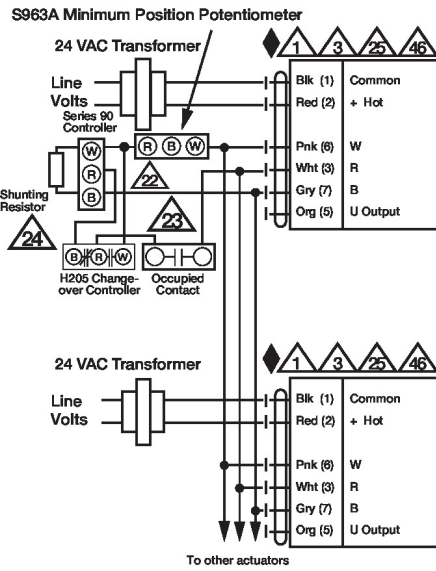 S963A Minimum Position Potentiometer
24 VAC Transformer
1 3 25 46
Line
Volts
Blk (1) Common
Red (2) + Hot
Series 90
Controller
W
R
B
R B W
Pnk (6) W
Wht (3) R
Gry (7) B
Org (5) U Output
22
23
Shunting
Resistor
24
B R W
H205 Change-
over Controller
Occupied
Contact
24 VAC Transformer
1 3 25 46
Line
Volts
Blk (1) Common
Red (2) + Hot
Pnk (6) W
Wht (3) R
Gry (7) B
Org (5) U Output
To other actuators